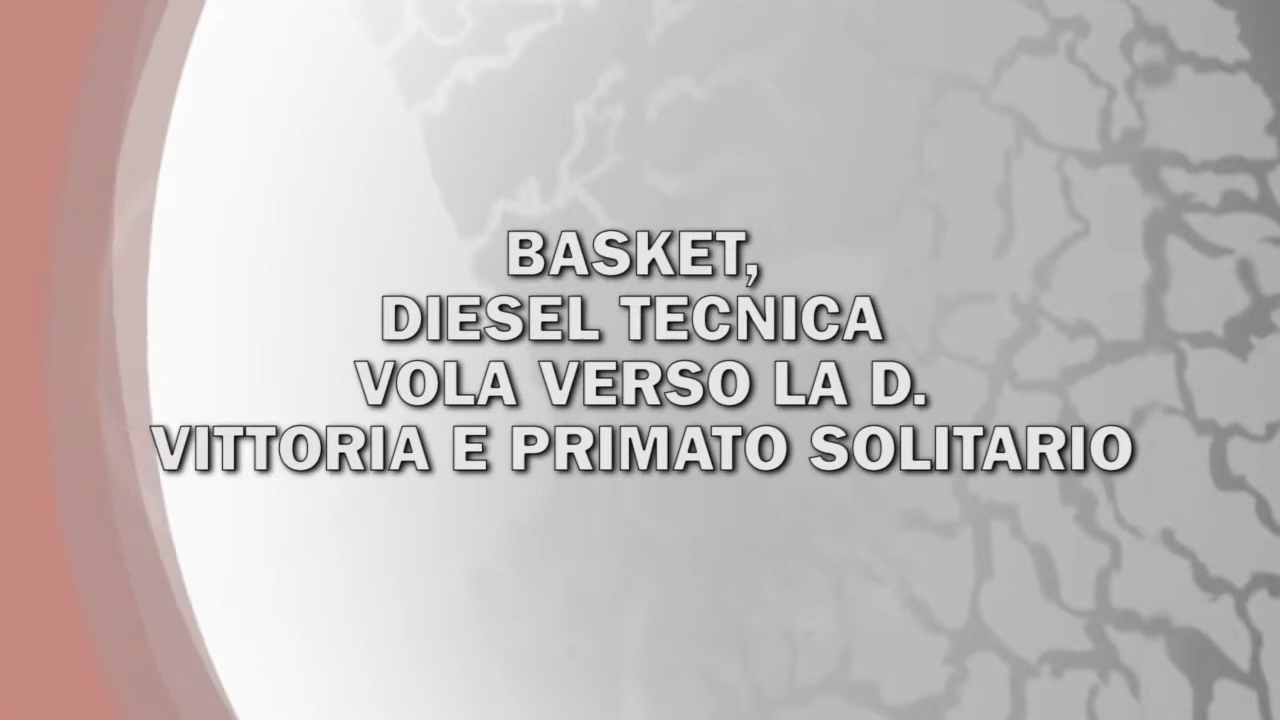 BASKET,
DIESEL TECNICA
VOLA VERSO LA D.
VITTORIA E PRIMATO SOLITARIO